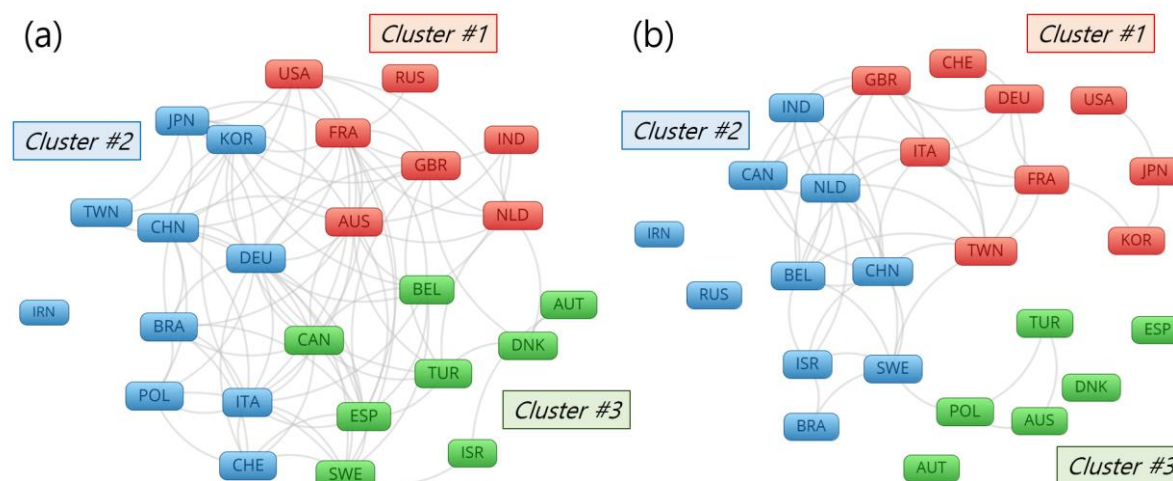 (a)
Cluster #1
USA
RUS
JPN
KOR
FRA
IND
Cluster #2
GBR
TWN
CHN
AUS
NLD
DEU
BEL
AUT
IRN
BRA
CAN
DNK
TUR
POL
ITA
ESP
Cluster #3
ISR
CHE
SWE
(b)
Cluster #1
CHE
GBR
DEU
USA
IND
Cluster #2
ITA
CAN
NLD
FRA
JPN
IRN
TWN
KOR
BEL
CHN
RUS
TUR
ESP
ISR
SWE
DNK
POL
AUS
BRA
AUT
Cluster #3